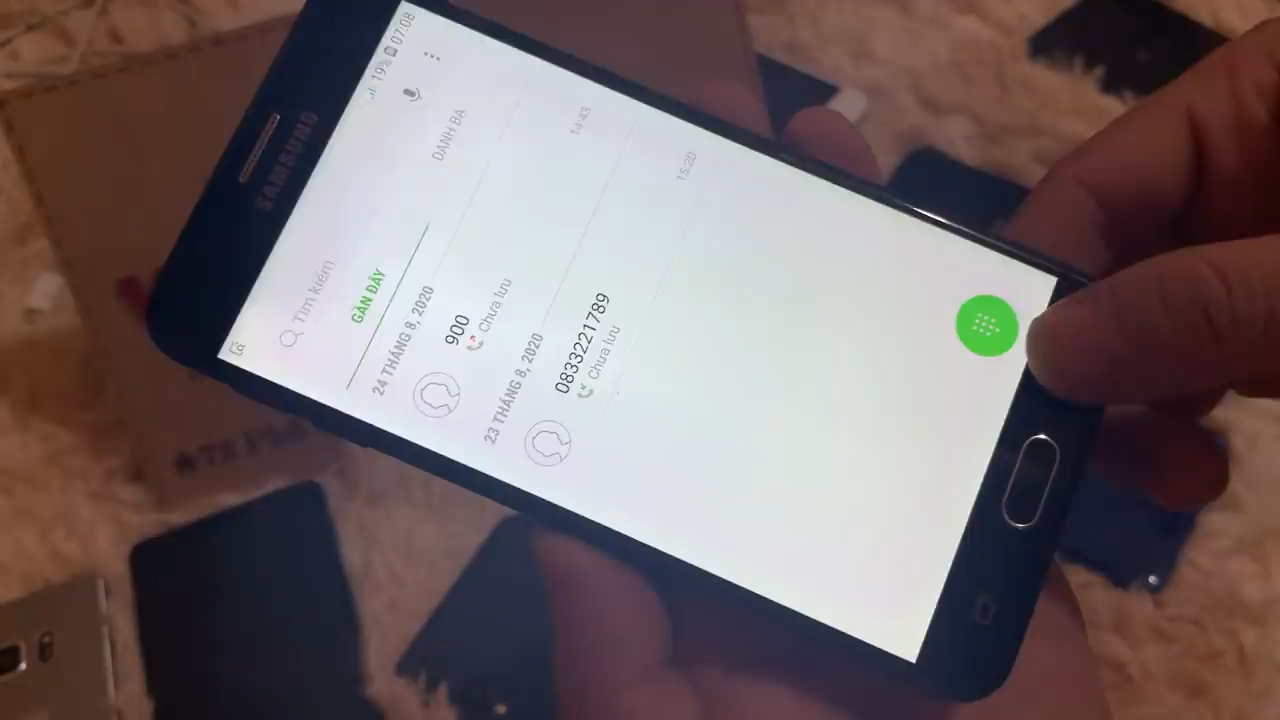 SAMSUNG
19% 07:08
Tìm kiếm
GẦN ĐÂY DANH BẠ
24 THÁNG 8, 2020
900 14:43
Chưa lưu
23 THÁNG 8, 2020
0833221789 15:20
Chưa lưu